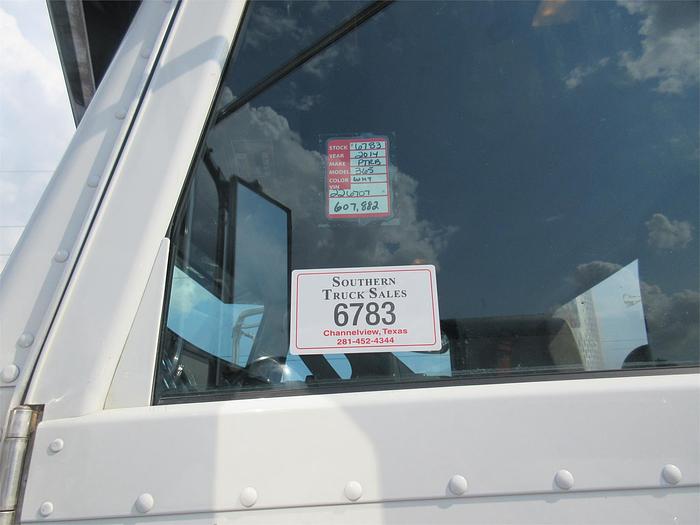 STOCK 6783
YEAR 2014
MAKE PTRB
MODEL 365
COLOR WHT
VIN
226707
607,882
SOUTHERN
TRUCK SALES
6783
Channelview, Texas
281-452-4344